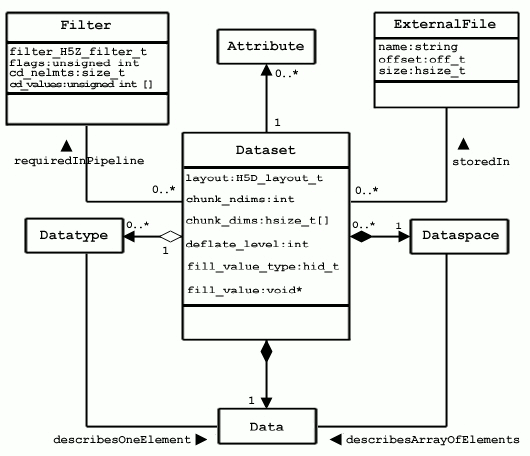 Filter
filter_H5Z_filter_t
flags:unsigned int
cd_nelmts:size_t
cd_values:unsigned int []
Attribute
ExternalFile
name:string
offset:off_t
size:hsize_t
0..*
1
requiredInPipeline
storedIn
0..*
0..*
Dataset
layout:H5D_layout_t
chunk_ndims:int
chunk_dims:hsize_t[]
deflate_level:int
fill_value_type:hid_t
fill_value:void*
Datatype
0..*
1
0..*
1
Dataspace
1
Data
describesOneElement
describesArrayOfElements